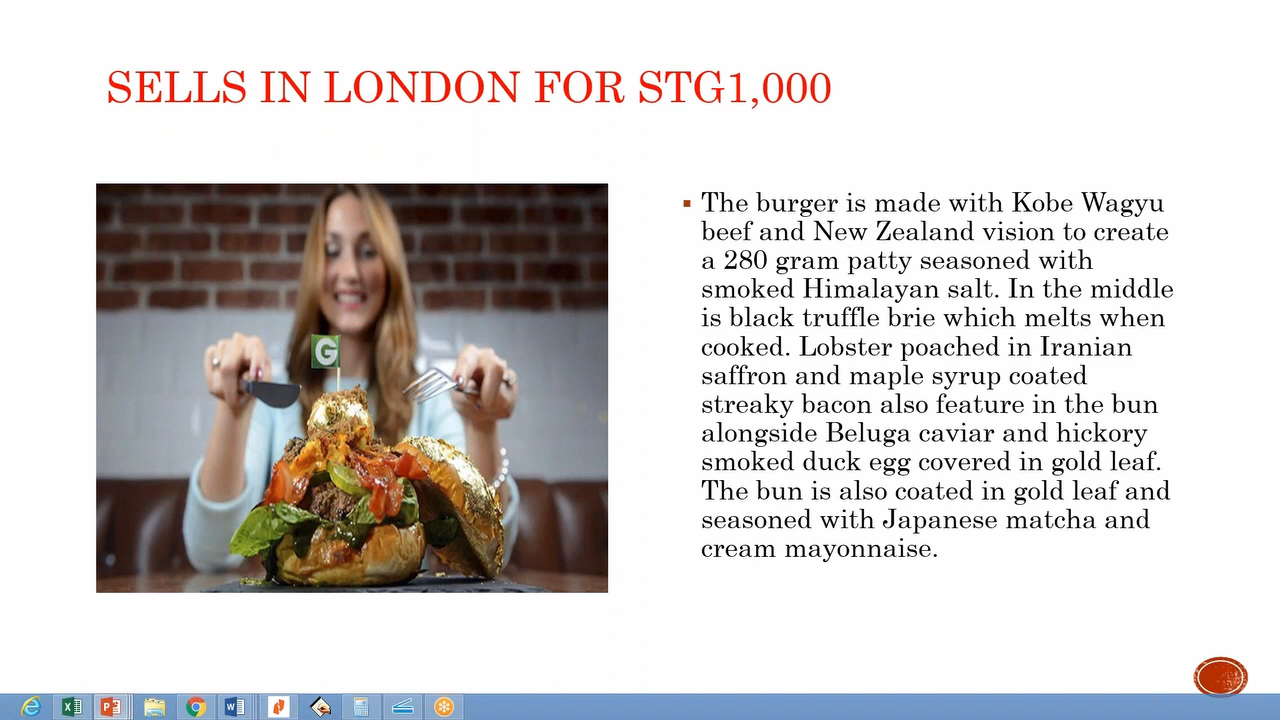 SELLS IN LONDON FOR STG1,000
G
The burger is made with Kobe Wagyu
beef and New Zealand vision to create
a 280 gram patty seasoned with
smoked Himalayan salt. In the middle
is black truffle brie which melts when
cooked. Lobster poached in Iranian
saffron and maple syrup coated
streaky bacon also feature in the bun
alongside Beluga caviar and hickory
smoked duck egg covered in gold leaf.
The bun is also coated in gold leaf and
seasoned with Japanese matcha and
cream mayonnaise.